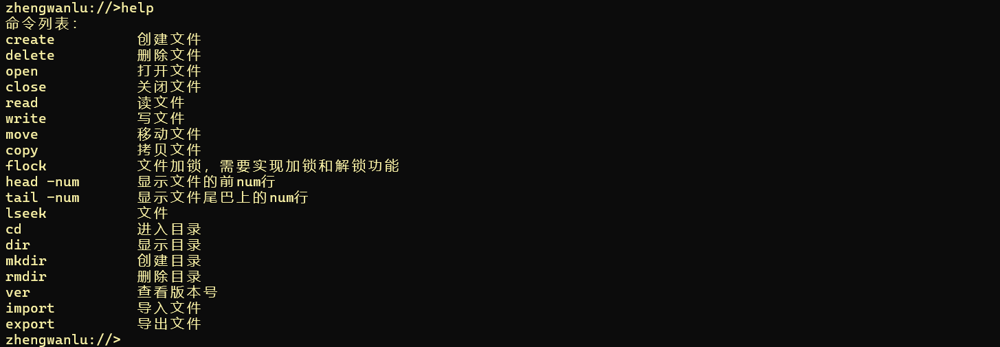 zhengwanlu://>help
命令列表：
create 创建文件
delete 删除文件
open 打开文件
close 关闭文件
read 读文件
write 写文件
move 移动文件
copy 拷贝文件
flock 文件加锁，需要实现加锁和解锁功能
head -num 显示文件的前num行
tail -num 显示文件尾巴上的num行
lseek 文件
cd 进入目录
dir 显示目录
mkdir 创建目录
rmdir 删除目录
ver 查看版本号
import 导入文件
export 导出文件
zhengwanlu://>